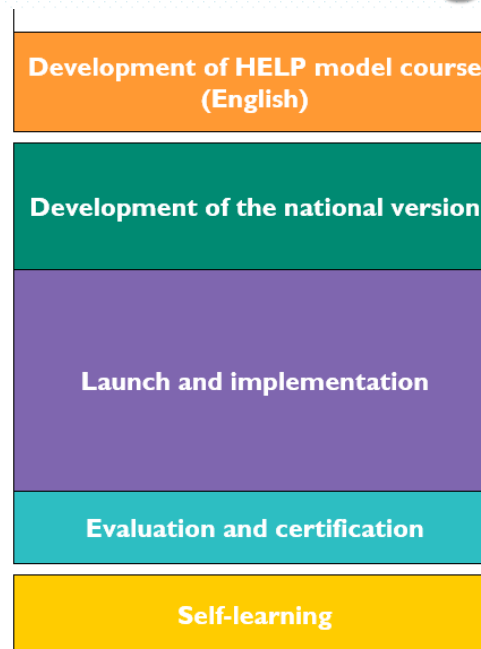 Development of HELP model course
(English)
Development of the national version
Launch and implementation
Evaluation and certification
Self-learning